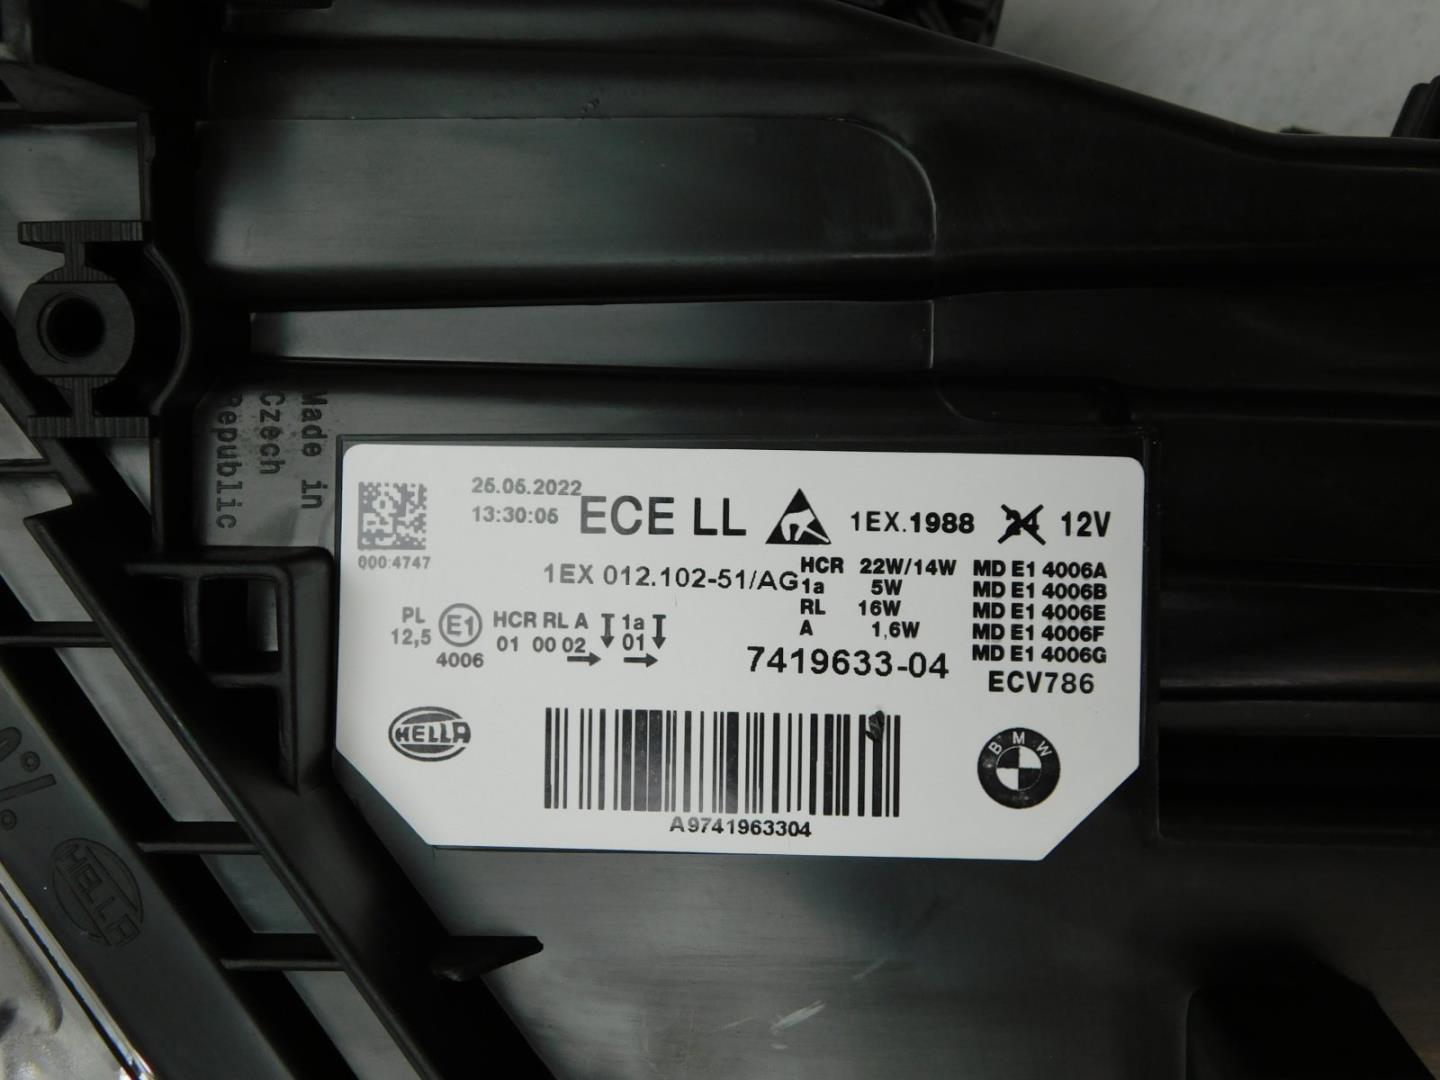 Made in
Czech
Republic
25.05.2022
13:30:05
ECE LL
1EX.1988 24 12V
000:4747
1EX 012.102-51/AG
HCR 22W/14W
1a 5W
RL 16W
A 1,6W
MD E1 4006A
MD E1 4006B
MD E1 4006E
MD E1 4006F
MD E1 4006G
PL
12,5
E1
4006
HCR RL A
01 00 02
1a
01
7419633-04
ECV786
HELLA
BMW
A9741963304
HELLA